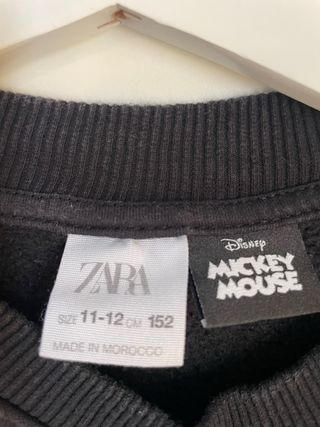 ZARA
SIZE 11-12 CM 152
MADE IN MOROCCO
Disney
MICKEY
MOUSE